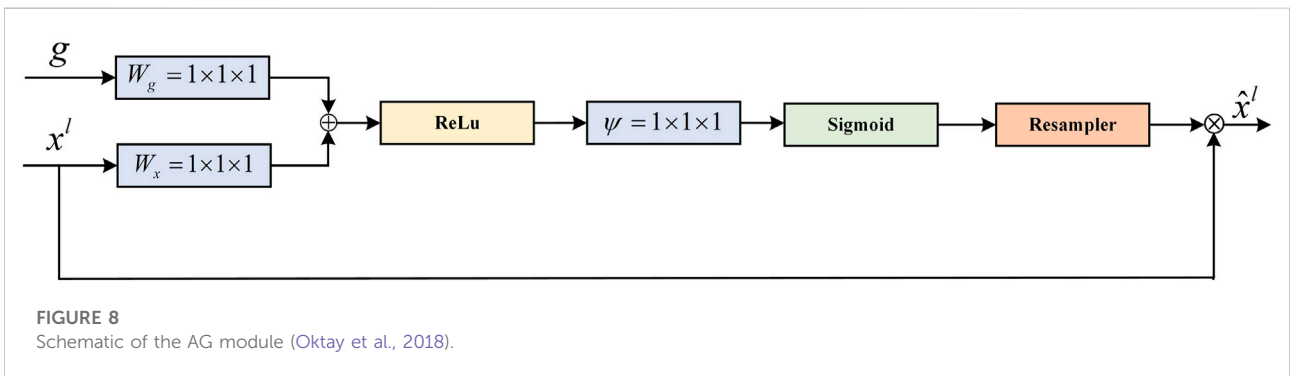 g
W_g = 1×1×1
x^l
W_x = 1×1×1
⊕
ReLu
ψ = 1×1×1
Sigmoid
Resampler
⊗
x̂^l
FIGURE 8
Schematic of the AG module (Oktay et al., 2018).